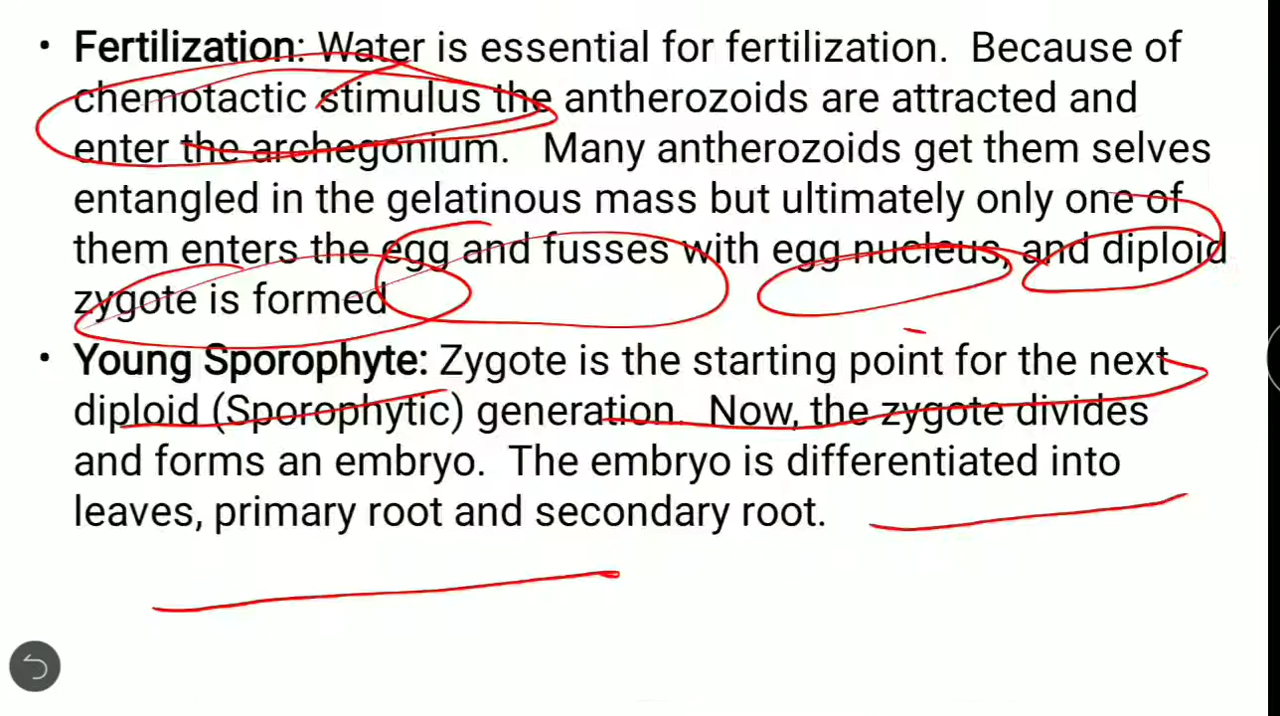 • Fertilization: Water is essential for fertilization. Because of
chemotactic stimulus the antherozoids are attracted and
enter the archegonium. Many antherozoids get them selves
entangled in the gelatinous mass but ultimately only one of
them enters the egg and fusses with egg nucleus, and diploid
zygote is formed
• Young Sporophyte: Zygote is the starting point for the next
diploid (Sporophytic) generation. Now, the zygote divides
and forms an embryo. The embryo is differentiated into
leaves, primary root and secondary root.